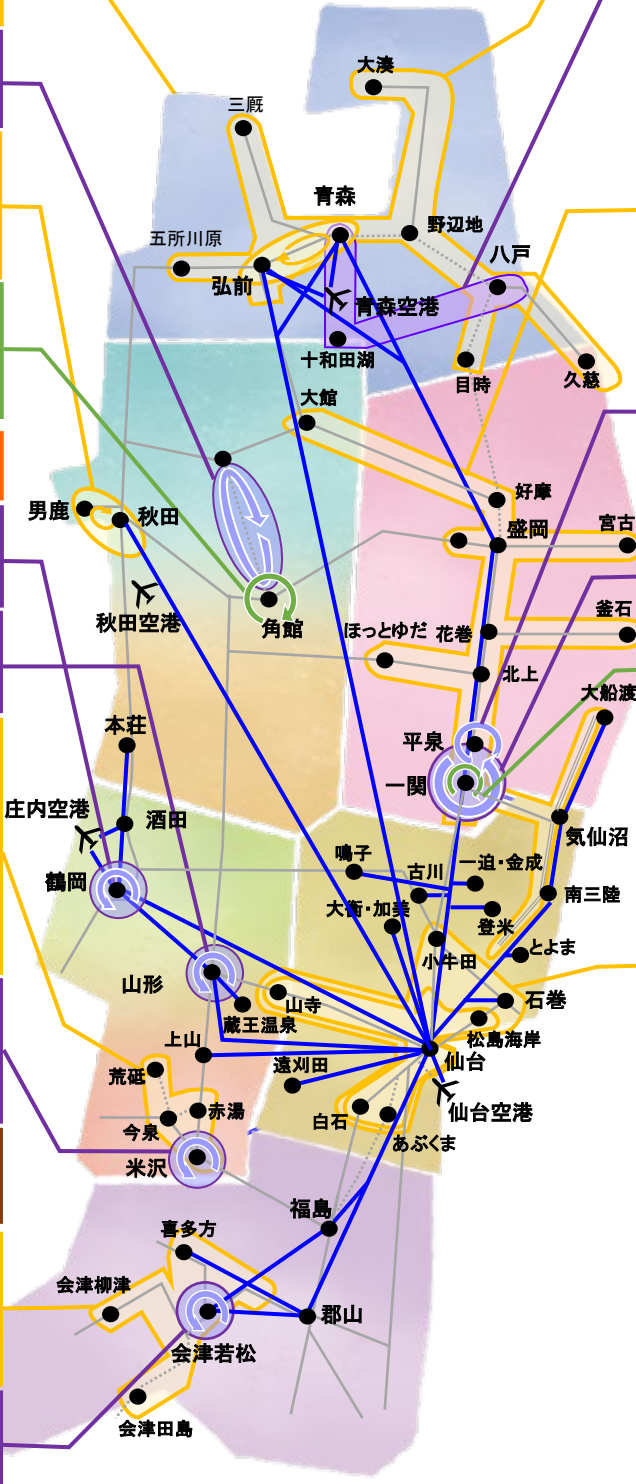 大湊
三厩
青森
野辺地
五所川原
八戸
弘前
青森空港
十和田湖
目時
久慈
大館
好摩
男鹿
秋田
盛岡
宮古
秋田空港
角館
ほっとゆだ
花巻
釜石
北上
大船渡
本荘
平泉
一関
庄内空港
酒田
気仙沼
鳴子
古川
一迫・金成
鶴岡
南三陸
大衡・加美
登米
小牛田
とよま
山形
山寺
石巻
蔵王温泉
松島海岸
上山
仙台
遠刈田
荒砥
仙台空港
赤湯
白石
今泉
あぶくま
米沢
福島
喜多方
会津柳津
郡山
会津若松
会津田島